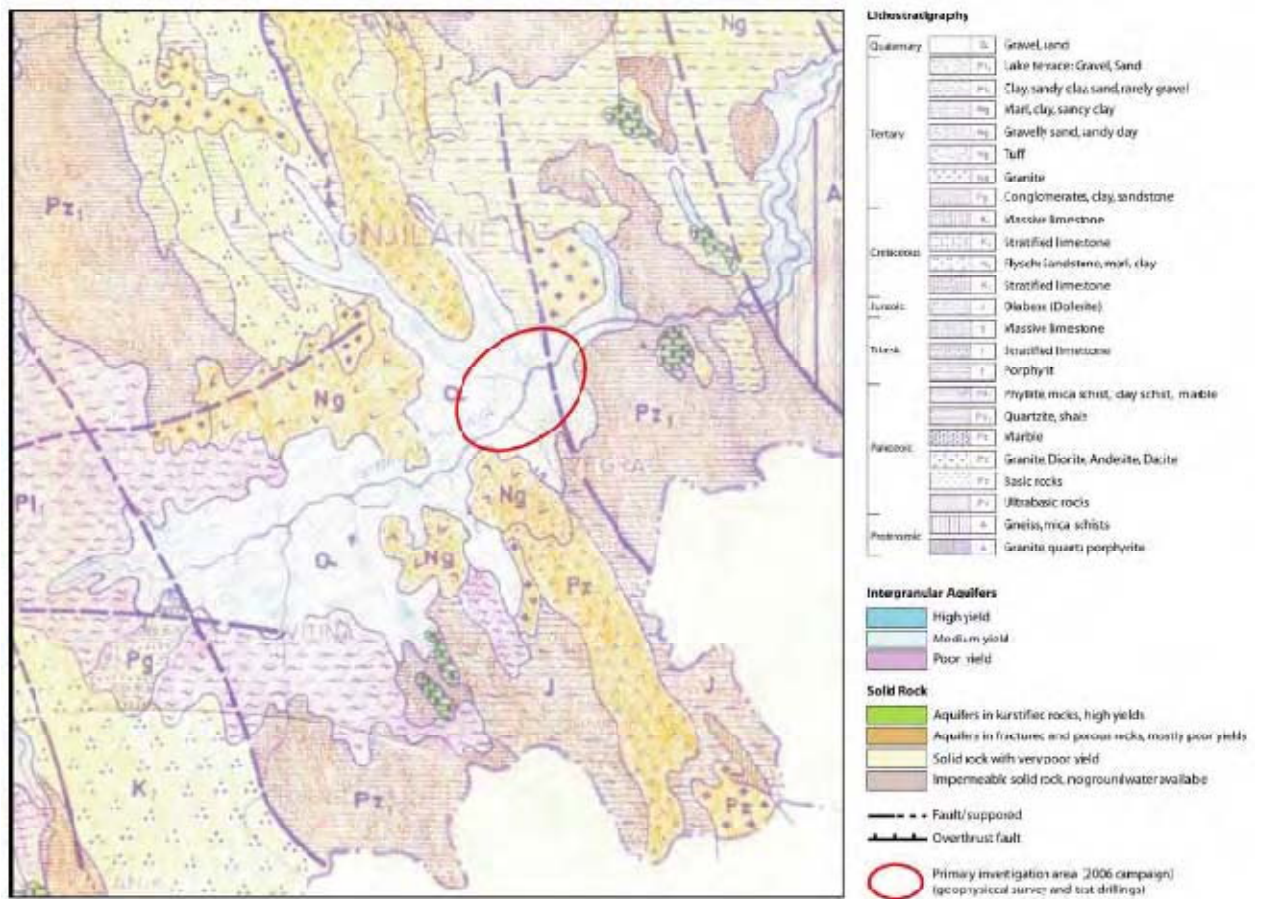 Ng
J
J
Pz₁
J
GNJILANE
A
Ng
Q
Pz₁
Pl₁
Ng
Q
Ng
Pz
VITINA
Pg
J
J
K
Pz
Pz
Lithostratigraphy
Quaternary
Gravel, sand
Lake terrace: Gravel, Sand
Clay, sandy clay, sand, rarely gravel
Marl, clay, sandy clay
Tertiary
Gravelly sand, sandy clay
Tuff
Granite
Conglomerates, clay, sandstone
Massive limestone
Stratified limestone
Cretaceous
Flysch: Sandstone, marl, clay
Stratified limestone
Jurassic
Diabase (Dolerite)
Massive limestone
Triassic
Stratified limestone
Porphyrit
Phyllite, mica schist, clay schist, marble
Quartzite, shale
Marble
Paleozoic
Granite, Diorite, Andesite, Dacite
Basic rocks
Ultrabasic rocks
Gneiss, mica schists
Proterozoic
Granite quartz porphyrite
Intergranular Aquifers
High yield
Medium yield
Poor yield
Solid Rock
Aquifers in karstified rocks, high yields
Aquifers in fractured and porous rocks, mostly poor yields
Solid rock with very poor yield
Impermeable solid rock, no groundwater available
Fault/supposed
Overthrust fault
Primary investigation area (2006 campaign)
(geophysical survey and test drillings)